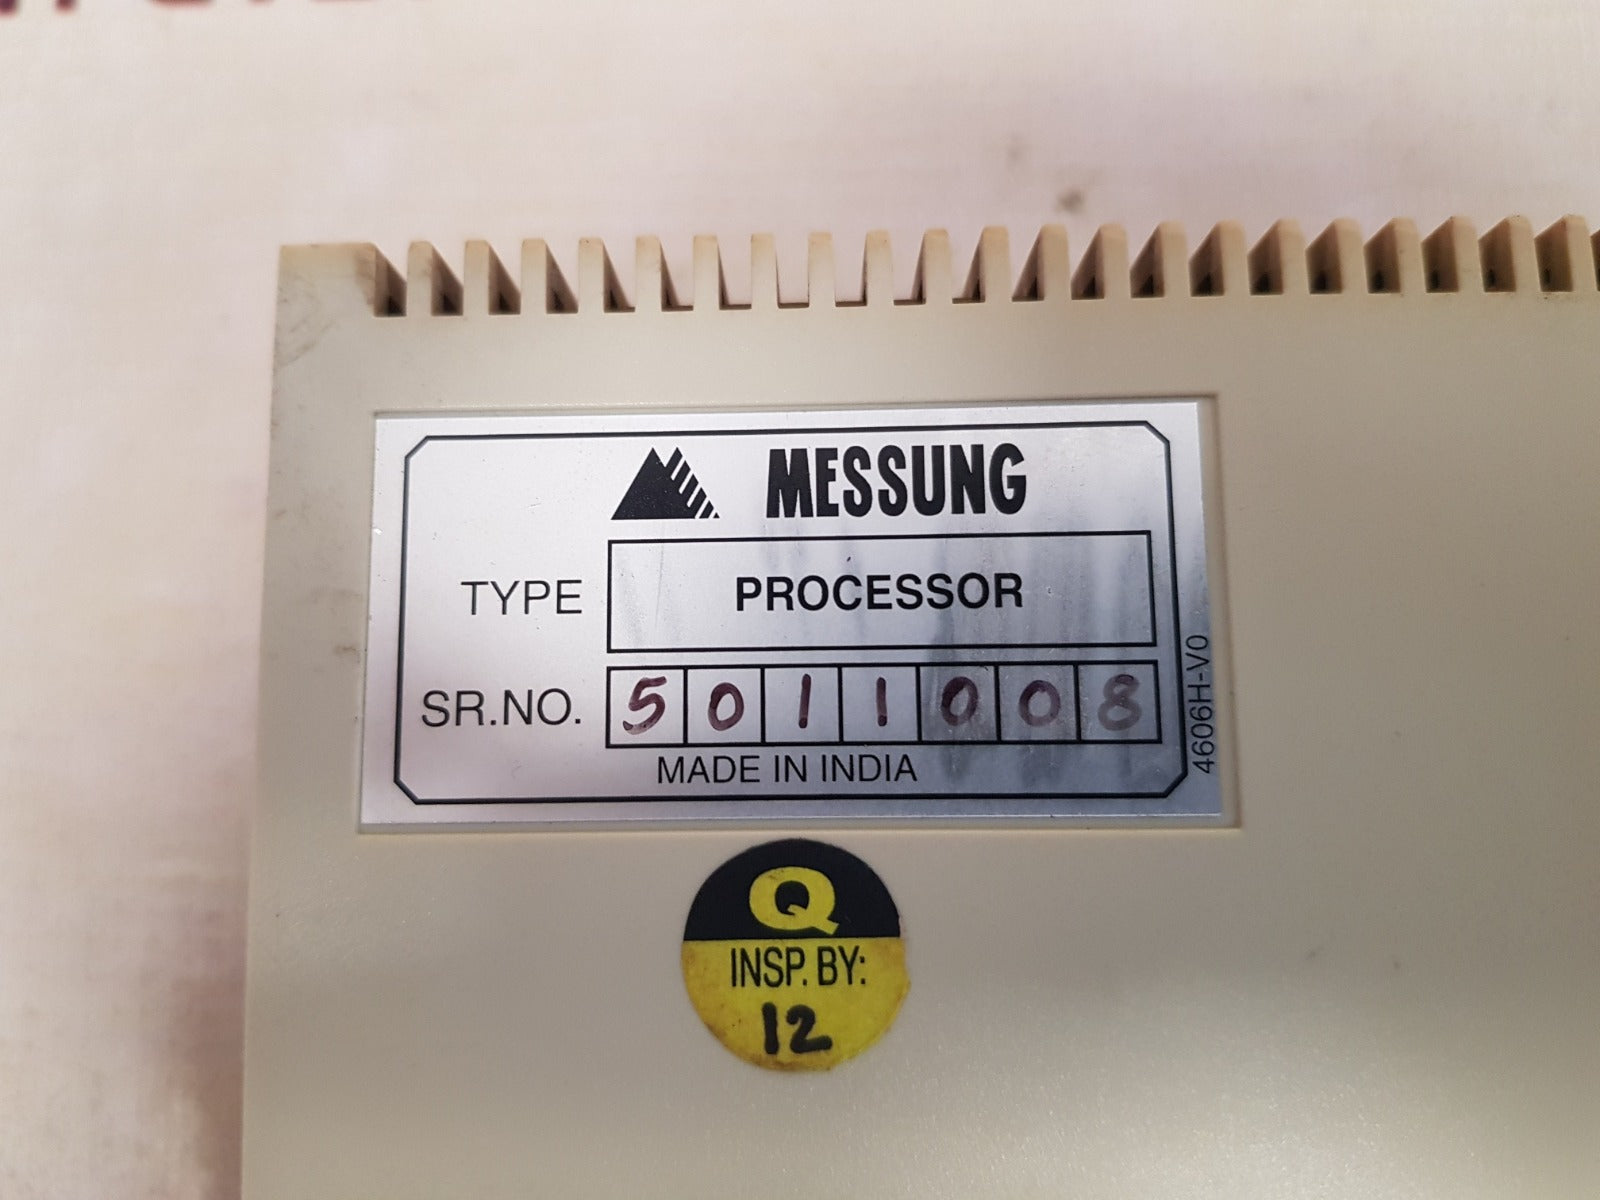 MESSUNG
TYPE PROCESSOR
SR.NO. 5011008
MADE IN INDIA
4606H-V0
Q
INSP. BY:
12